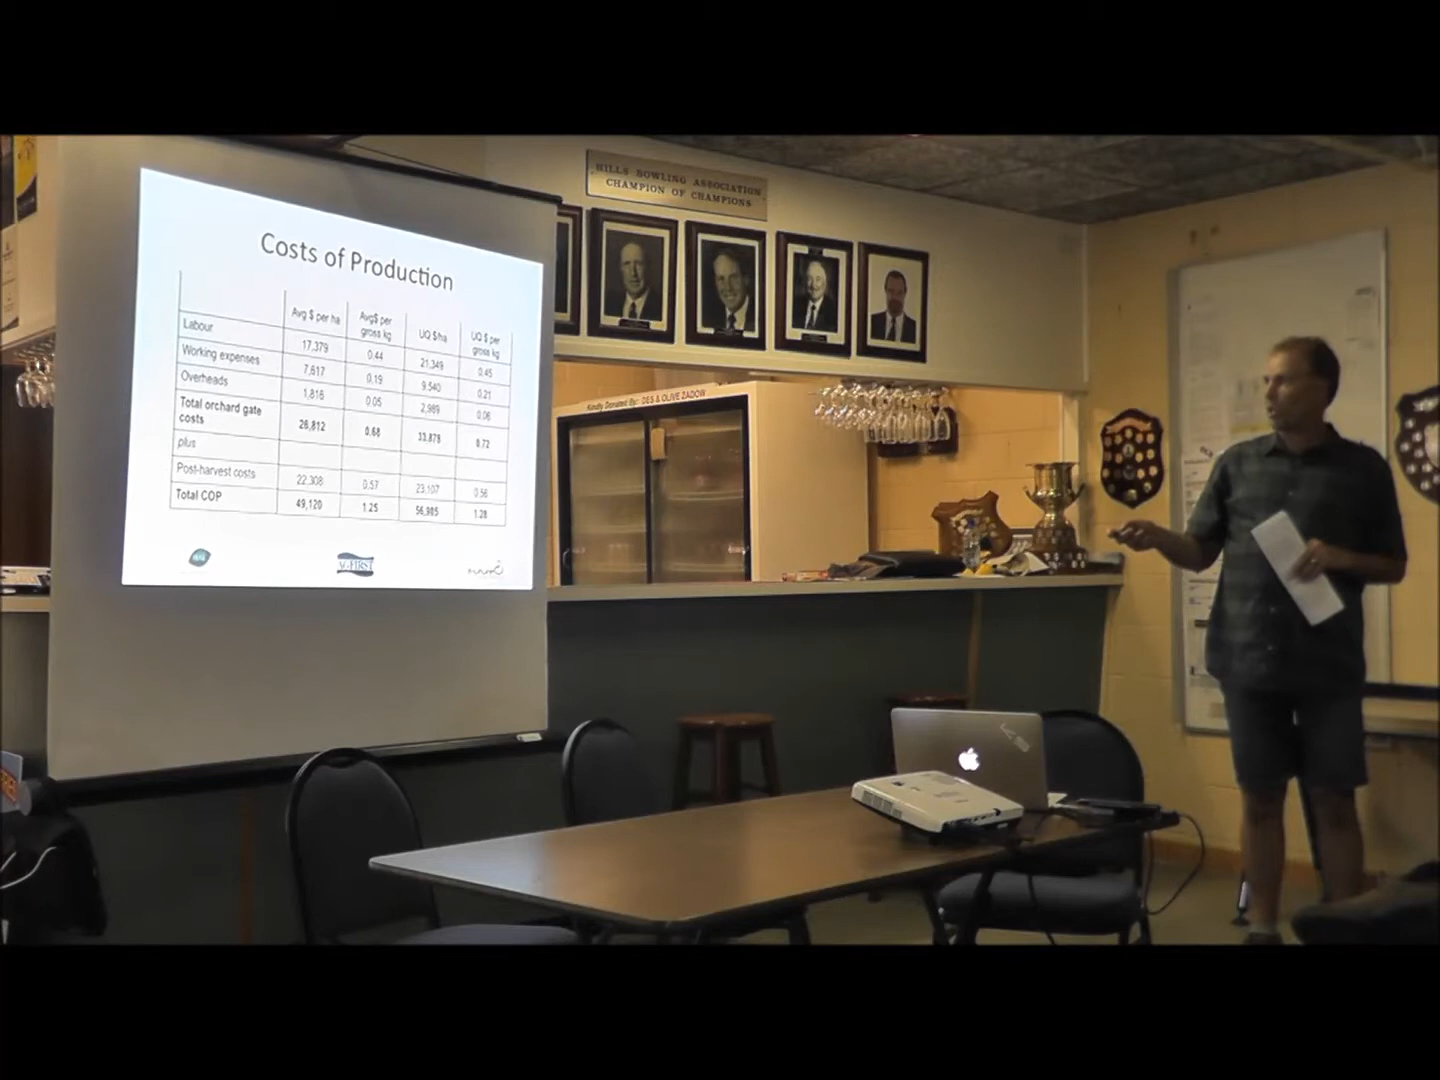 HILLS BOWLING ASSOCIATION
CHAMPION OF CHAMPIONS
Costs of Production
Avg $ per ha
Avg$ per gross kg
UQ $/ha
UQ $ per gross kg
Labour 17,379 0.44 21,349 0.45
Working expenses 7,617 0.19 9,540 0.21
Overheads 1,816 0.05 2,989 0.06
Total orchard gate costs 26,812 0.68 33,878 0.72
plus
Post-harvest costs 22,308 0.57 23,107 0.56
Total COP 49,120 1.25 56,985 1.28
AGFIRST
Kindly Donated By: DES & OLIVE ZADOW